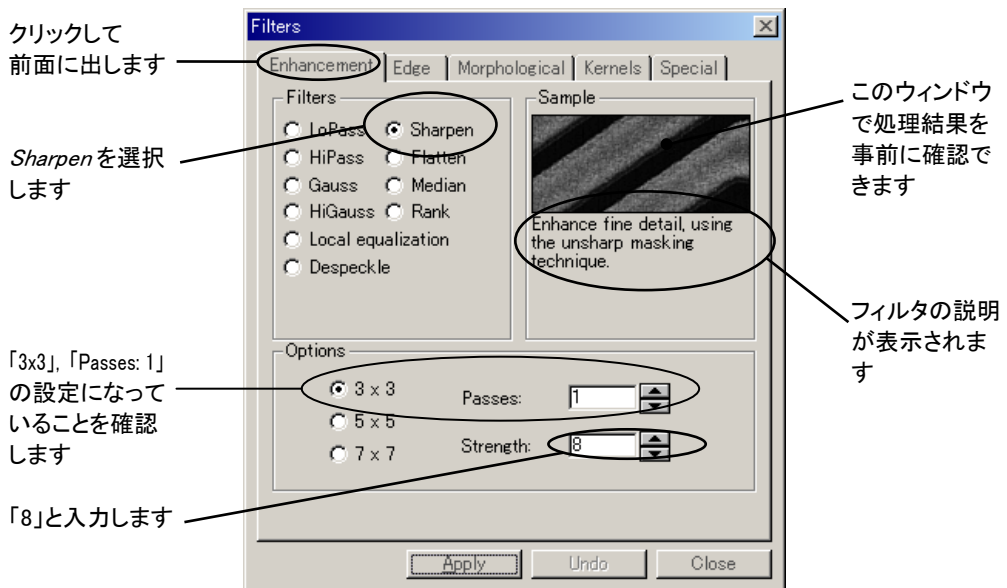 クリックして
前面に出します
Sharpen を選択
します
「3x3」, 「Passes: 1」
の設定になって
いることを確認
します
「8」と入力します
Filters
Enhancement Edge Morphological Kernels Special
Filters
LoPass Sharpen
HiPass Flatten
Gauss Median
HiGauss Rank
Local equalization
Despeckle
Sample
Enhance fine detail, using
the unsharp masking
technique.
Options
3 x 3 Passes: 1
5 x 5
7 x 7 Strength: 8
Apply Undo Close
このウィンドウ
で処理結果を
事前に確認で
きます
フィルタの説明
が表示されま
す